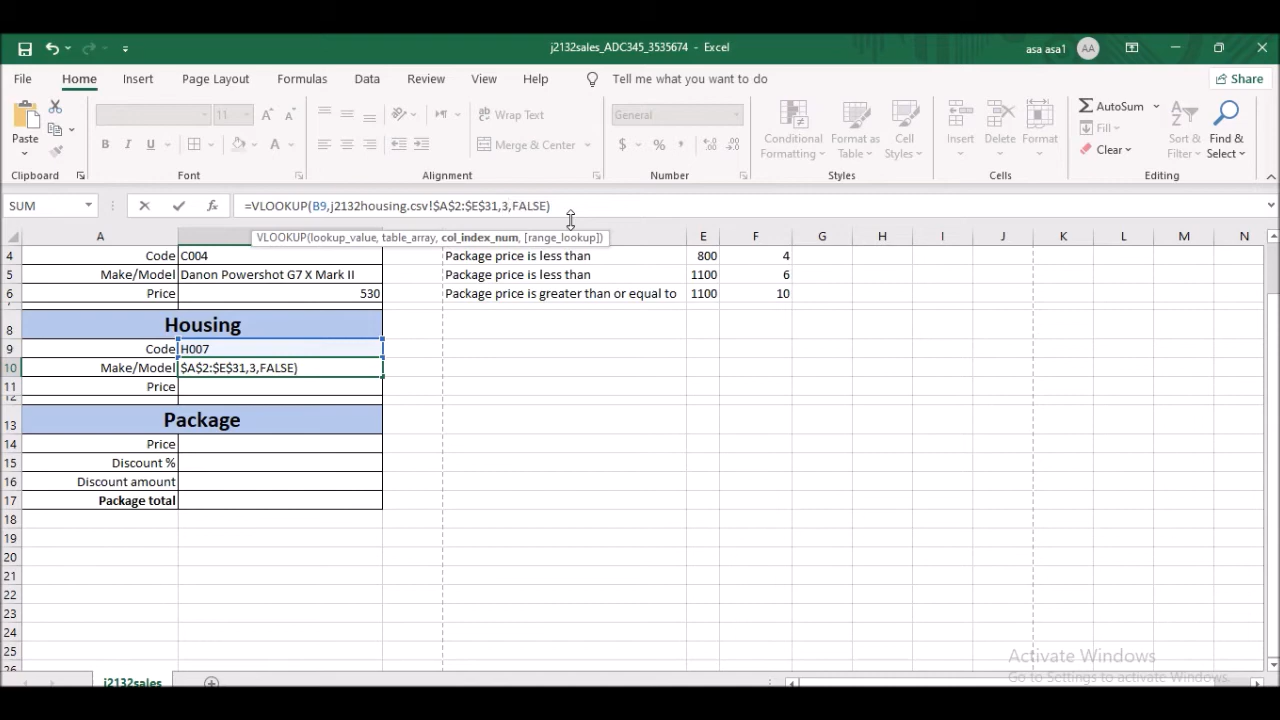 j2132sales_ADC345_3535674 - Excel
asa asa1
AA
File
Home
Insert
Page Layout
Formulas
Data
Review
View
Help
Tell me what you want to do
Share
Paste
Clipboard
11
B I U
A
Font
Wrap Text
Merge & Center
Alignment
General
$ % ,
Number
Conditional Formatting
Format as Table
Cell Styles
Styles
Insert
Delete
Format
Cells
AutoSum
Fill
Clear
Sort & Filter
Find & Select
Editing
SUM
fx
=VLOOKUP(B9,j2132housing.csv!$A$2:$E$31,3,FALSE)
VLOOKUP(lookup_value, table_array, col_index_num, [range_lookup])
A E F G H I J K L M N
4 Code C004 Package price is less than 800 4
5 Make/Model Danon Powershot G7 X Mark II Package price is less than 1100 6
6 Price 530 Package price is greater than or equal to 1100 10
8 Housing
9 Code H007
10 Make/Model $A$2:$E$31,3,FALSE)
11 Price
12
13 Package
14 Price
15 Discount %
16 Discount amount
17 Package total
18
19
20
21
22
23
24
25
26
Activate Windows
Go to Settings to activate Windows.
j2132sales